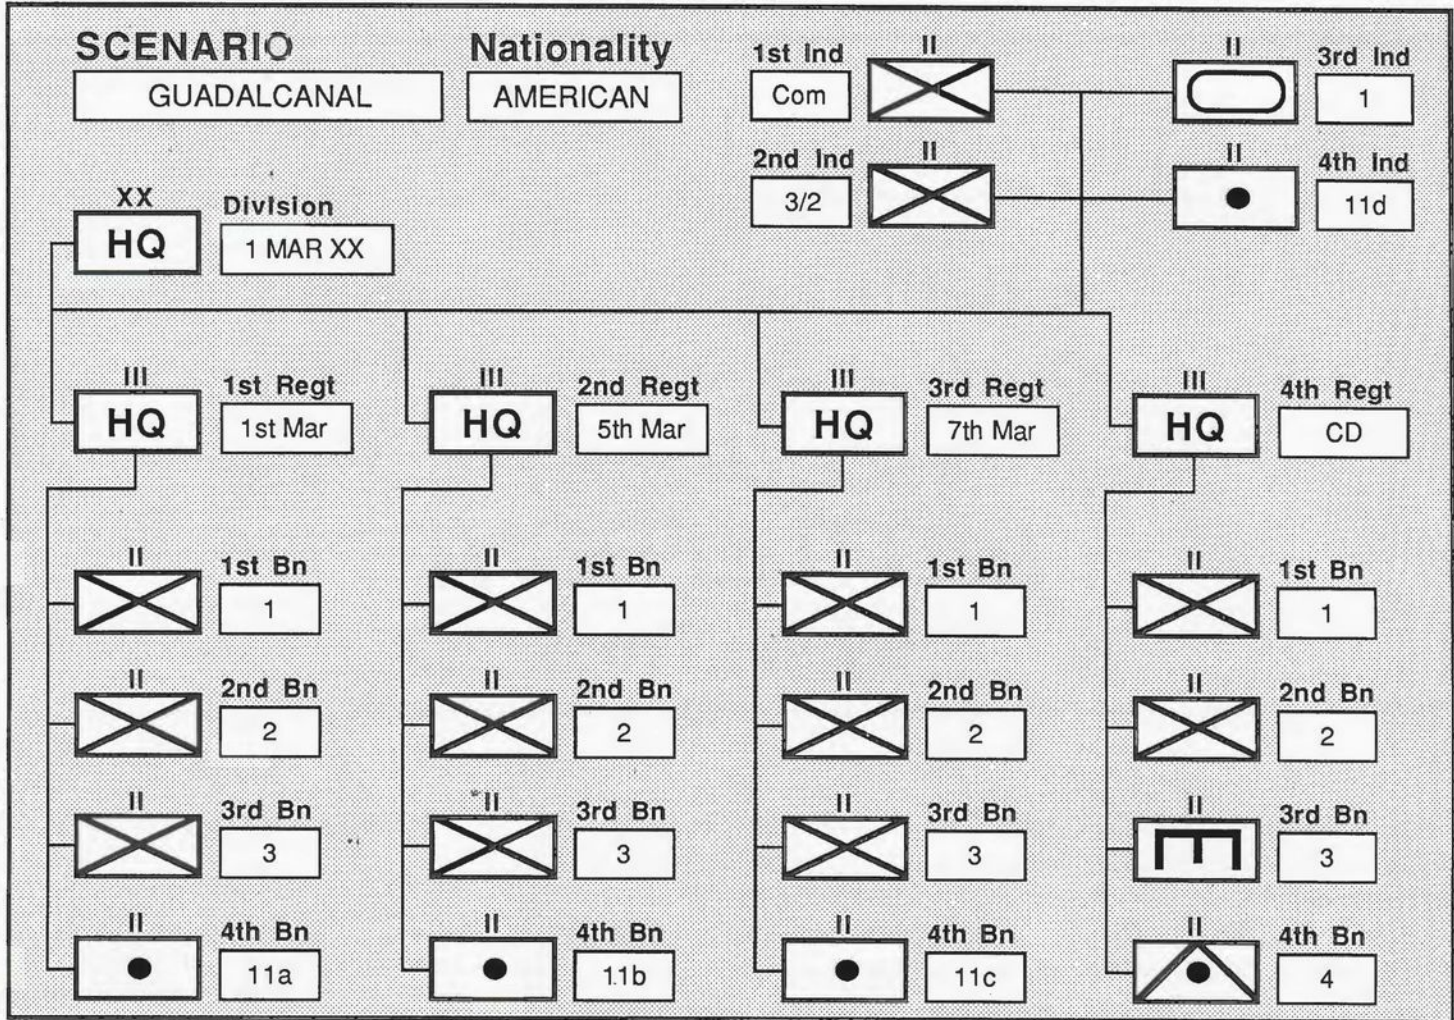 SCENARIO Nationality
GUADALCANAL AMERICAN
1st Ind II II 3rd Ind
Com 1
2nd Ind II II 4th Ind
3/2 11d
XX Division
HQ 1 MAR XX
III 1st Regt III 2nd Regt III 3rd Regt III 4th Regt
HQ 1st Mar HQ 5th Mar HQ 7th Mar HQ CD
II 1st Bn II 1st Bn II 1st Bn II 1st Bn
1 1 1 1
II 2nd Bn II 2nd Bn II 2nd Bn II 2nd Bn
2 2 2 2
II 3rd Bn II 3rd Bn II 3rd Bn II 3rd Bn
3 3 3 3
II 4th Bn II 4th Bn II 4th Bn II 4th Bn
11a 11b 11c 4